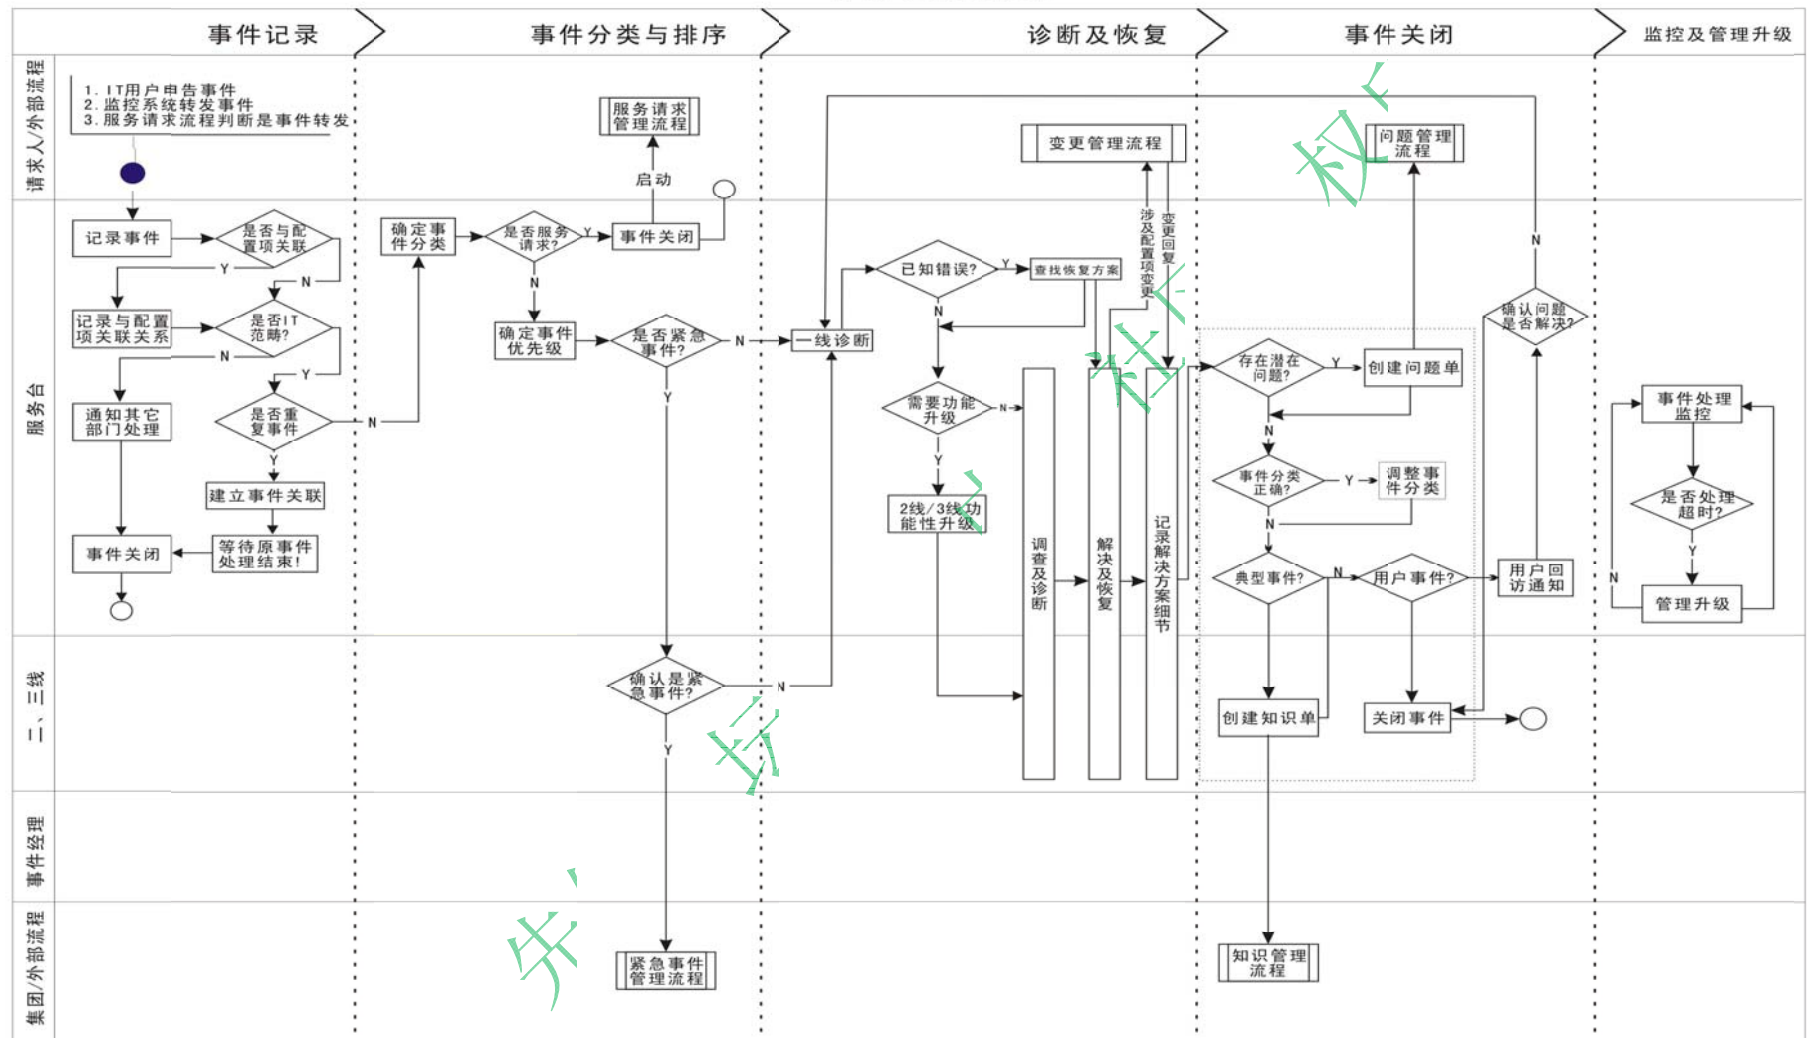 事件记录
事件分类与排序
诊断及恢复
事件关闭
监控及管理升级
请求人/外部流程
1. IT用户申告事件
2. 监控系统转发事件
3. 服务请求流程判断是事件转发
服务请求
管理流程
启动
变更管理流程
问题管理
流程
服务台
记录事件
是否与配
置项关联
Y
N
记录与配置
项关联关系
是否IT
范畴?
N
Y
通知其它
部门处理
是否重
复事件
N
Y
建立事件关联
等待原事件
处理结束!
事件关闭
确定事
件分类
是否服务
请求?
Y
事件关闭
N
确定事件
优先级
是否紧急
事件?
N
Y
一线诊断
已知错误?
Y
查找恢复方案
N
需要功能
升级
N
Y
2线/3线功
能性升级
涉及配置项变更
变更回复
调查及诊断
解决及恢复
记录解决方案细节
存在潜在
问题?
Y
创建问题单
N
事件分类
正确?
Y
调整事
件分类
N
典型事件?
N
用户事件?
用户回
访通知
确认问题
是否解决?
N
事件处理
监控
是否处理
超时?
Y
N
管理升级
二、三线
确认是紧
急事件?
N
Y
创建知识单
关闭事件
事件经理
集团/外部流程
紧急事件
管理流程
知识管理
流程